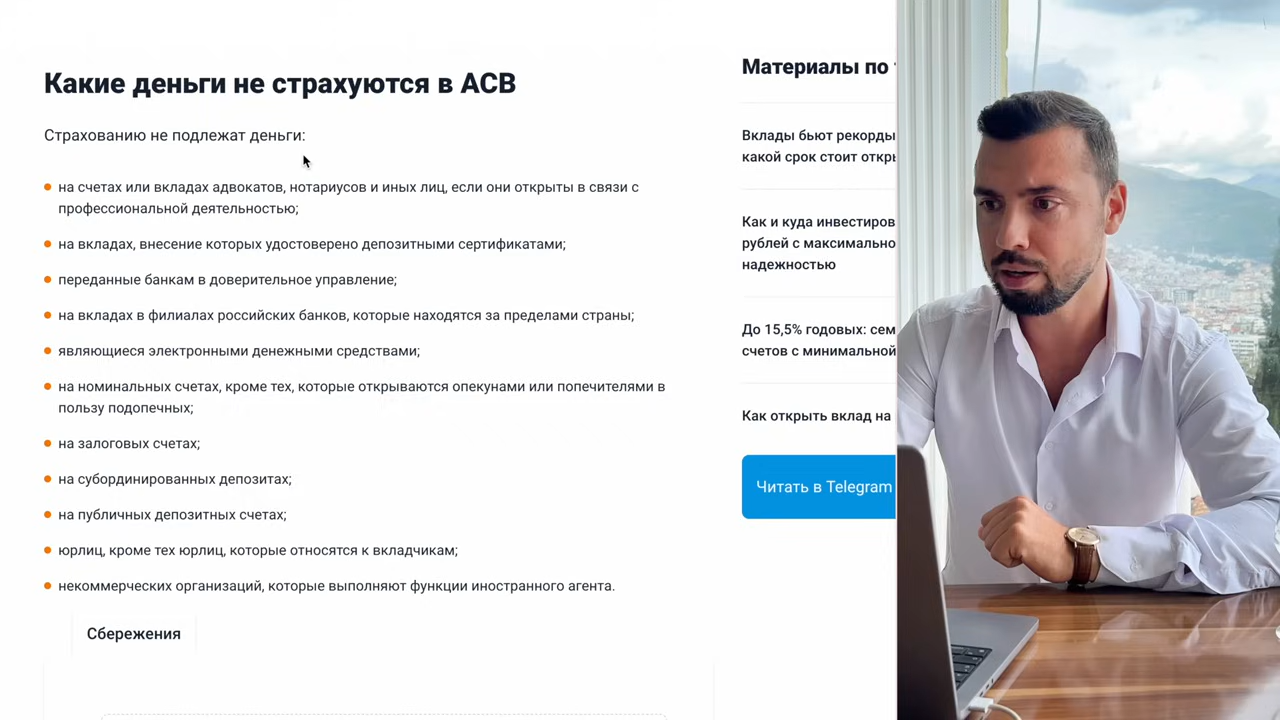 Какие деньги не страхуются в АСВ
Страхованию не подлежат деньги:
на счетах или вкладах адвокатов, нотариусов и иных лиц, если они открыты в связи с
профессиональной деятельностью;
на вкладах, внесение которых удостоверено депозитными сертификатами;
переданные банкам в доверительное управление;
на вкладах в филиалах российских банков, которые находятся за пределами страны;
являющиеся электронными денежными средствами;
на номинальных счетах, кроме тех, которые открываются опекунами или попечителями в
пользу подопечных;
на залоговых счетах;
на субординированных депозитах;
на публичных депозитных счетах;
юрлиц, кроме тех юрлиц, которые относятся к вкладчикам;
некоммерческих организаций, которые выполняют функции иностранного агента.
Сбережения
Материалы по
Вклады бьют рекорды
какой срок стоит откры
Как и куда инвестиров
рублей с максимально
надежностью
До 15,5% годовых: сем
счетов с минимальной
Как открыть вклад на
Читать в Telegram